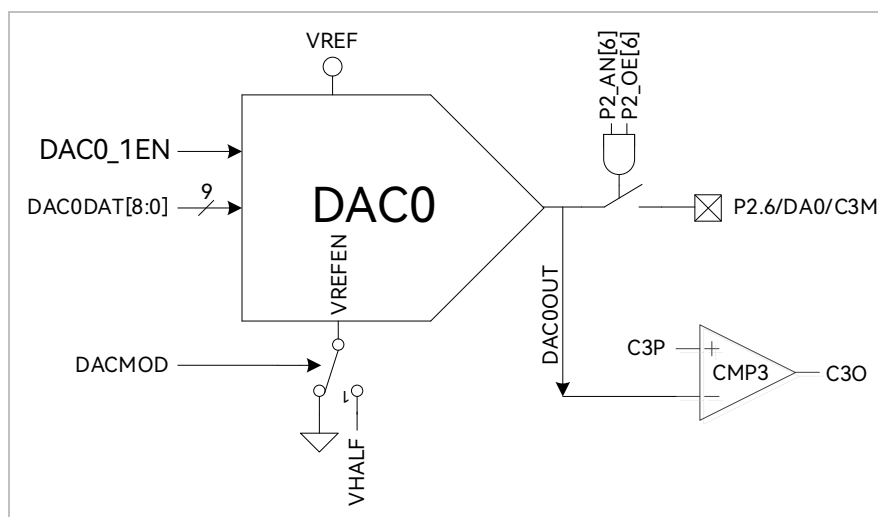 VREF
P2_AN[6]
P2_OE[6]
DAC0_1EN
9
DAC0DAT[8:0]
DAC0
P2.6/DA0/C3M
VREFEN
DAC0OUT
C3P
+
DACMOD
CMP3
C3O
−
1
VHALF